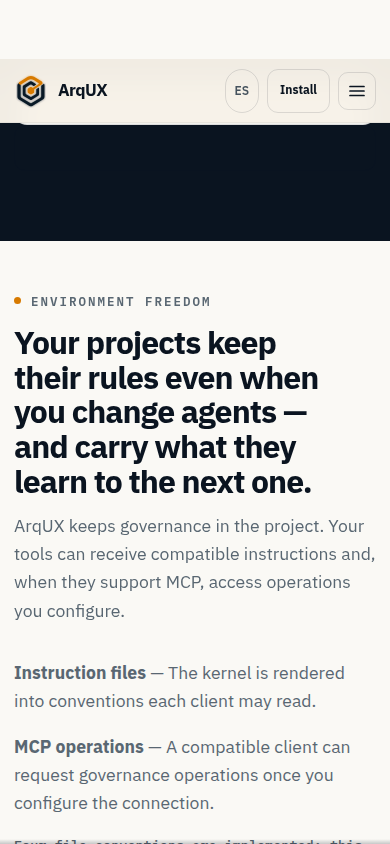 ArqUX
ES
Install
ENVIRONMENT FREEDOM
Your projects keep
their rules even when
you change agents —
and carry what they
learn to the next one.
ArqUX keeps governance in the project. Your
tools can receive compatible instructions and,
when they support MCP, access operations
you configure.
Instruction files — The kernel is rendered
into conventions each client may read.
MCP operations — A compatible client can
request governance operations once you
configure the connection.